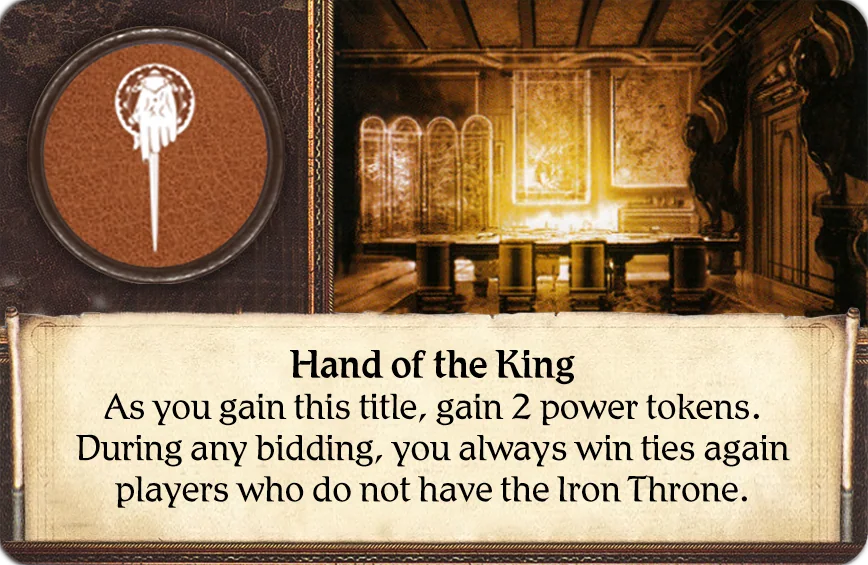 Hand of the King
As you gain this title, gain 2 power tokens.
During any bidding, you always win ties again
players who do not have the Iron Throne.